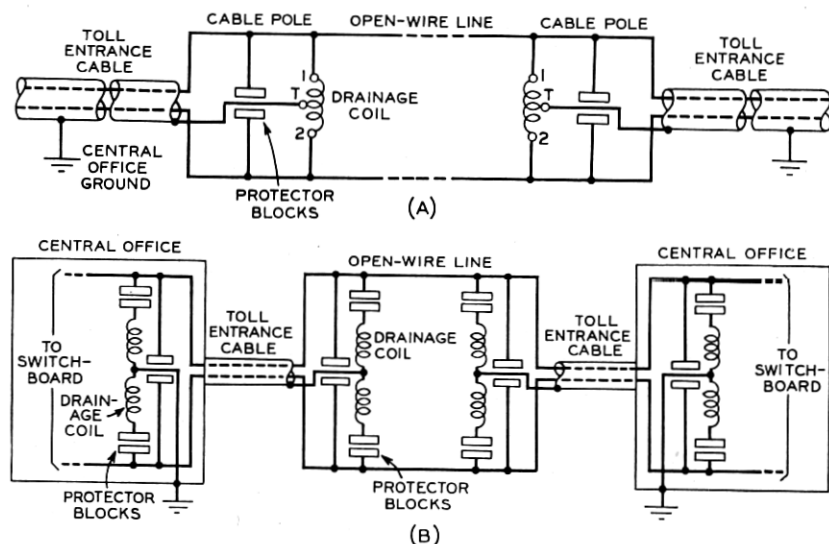 CABLE POLE
OPEN-WIRE LINE
CABLE POLE
TOLL
ENTRANCE
CABLE
1
T
2
DRAINAGE
COIL
1
T
2
TOLL
ENTRANCE
CABLE
CENTRAL
OFFICE
GROUND
PROTECTOR
BLOCKS
(A)
CENTRAL OFFICE
OPEN-WIRE LINE
CENTRAL OFFICE
TO
SWITCH-
BOARD
TOLL
ENTRANCE
CABLE
DRAINAGE
COIL
TOLL
ENTRANCE
CABLE
TO
SWITCH-
BOARD
DRAIN-
AGE
COIL
PROTECTOR
BLOCKS
PROTECTOR
BLOCKS
(B)